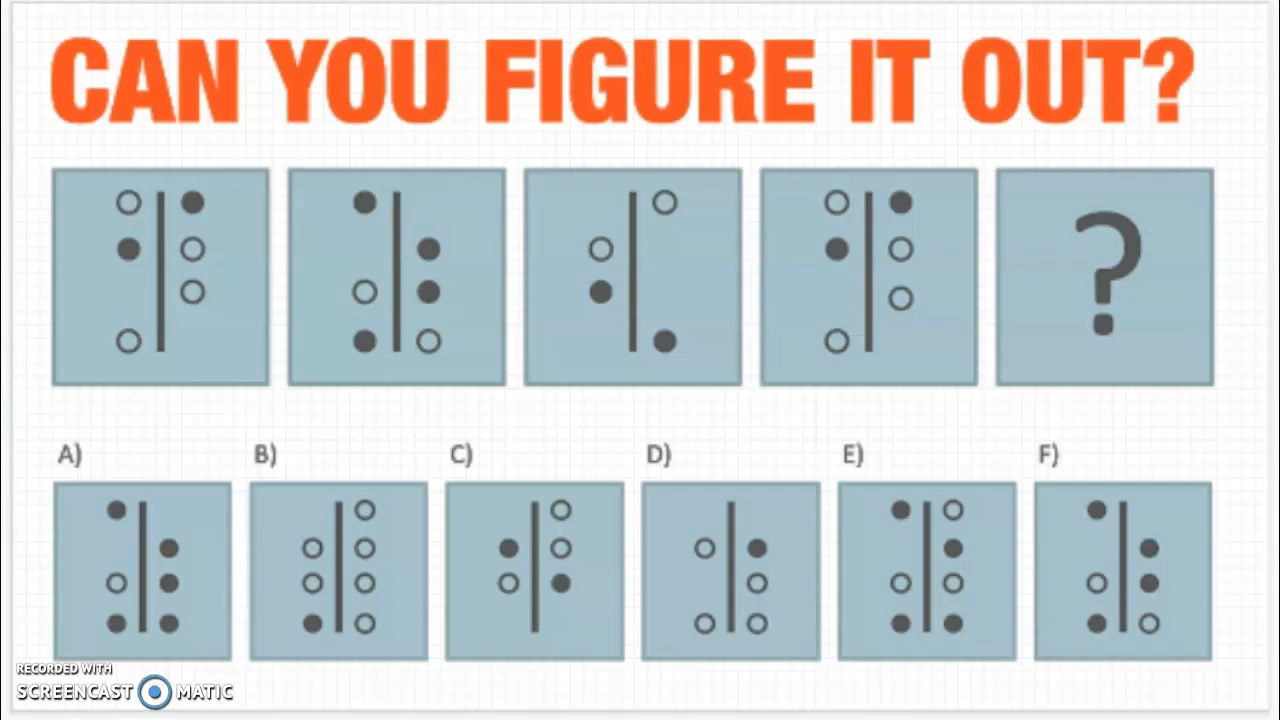 CAN YOU FIGURE IT OUT?
?
A) B) C) D) E) F)
RECORDED WITH
SCREENCAST MATIC